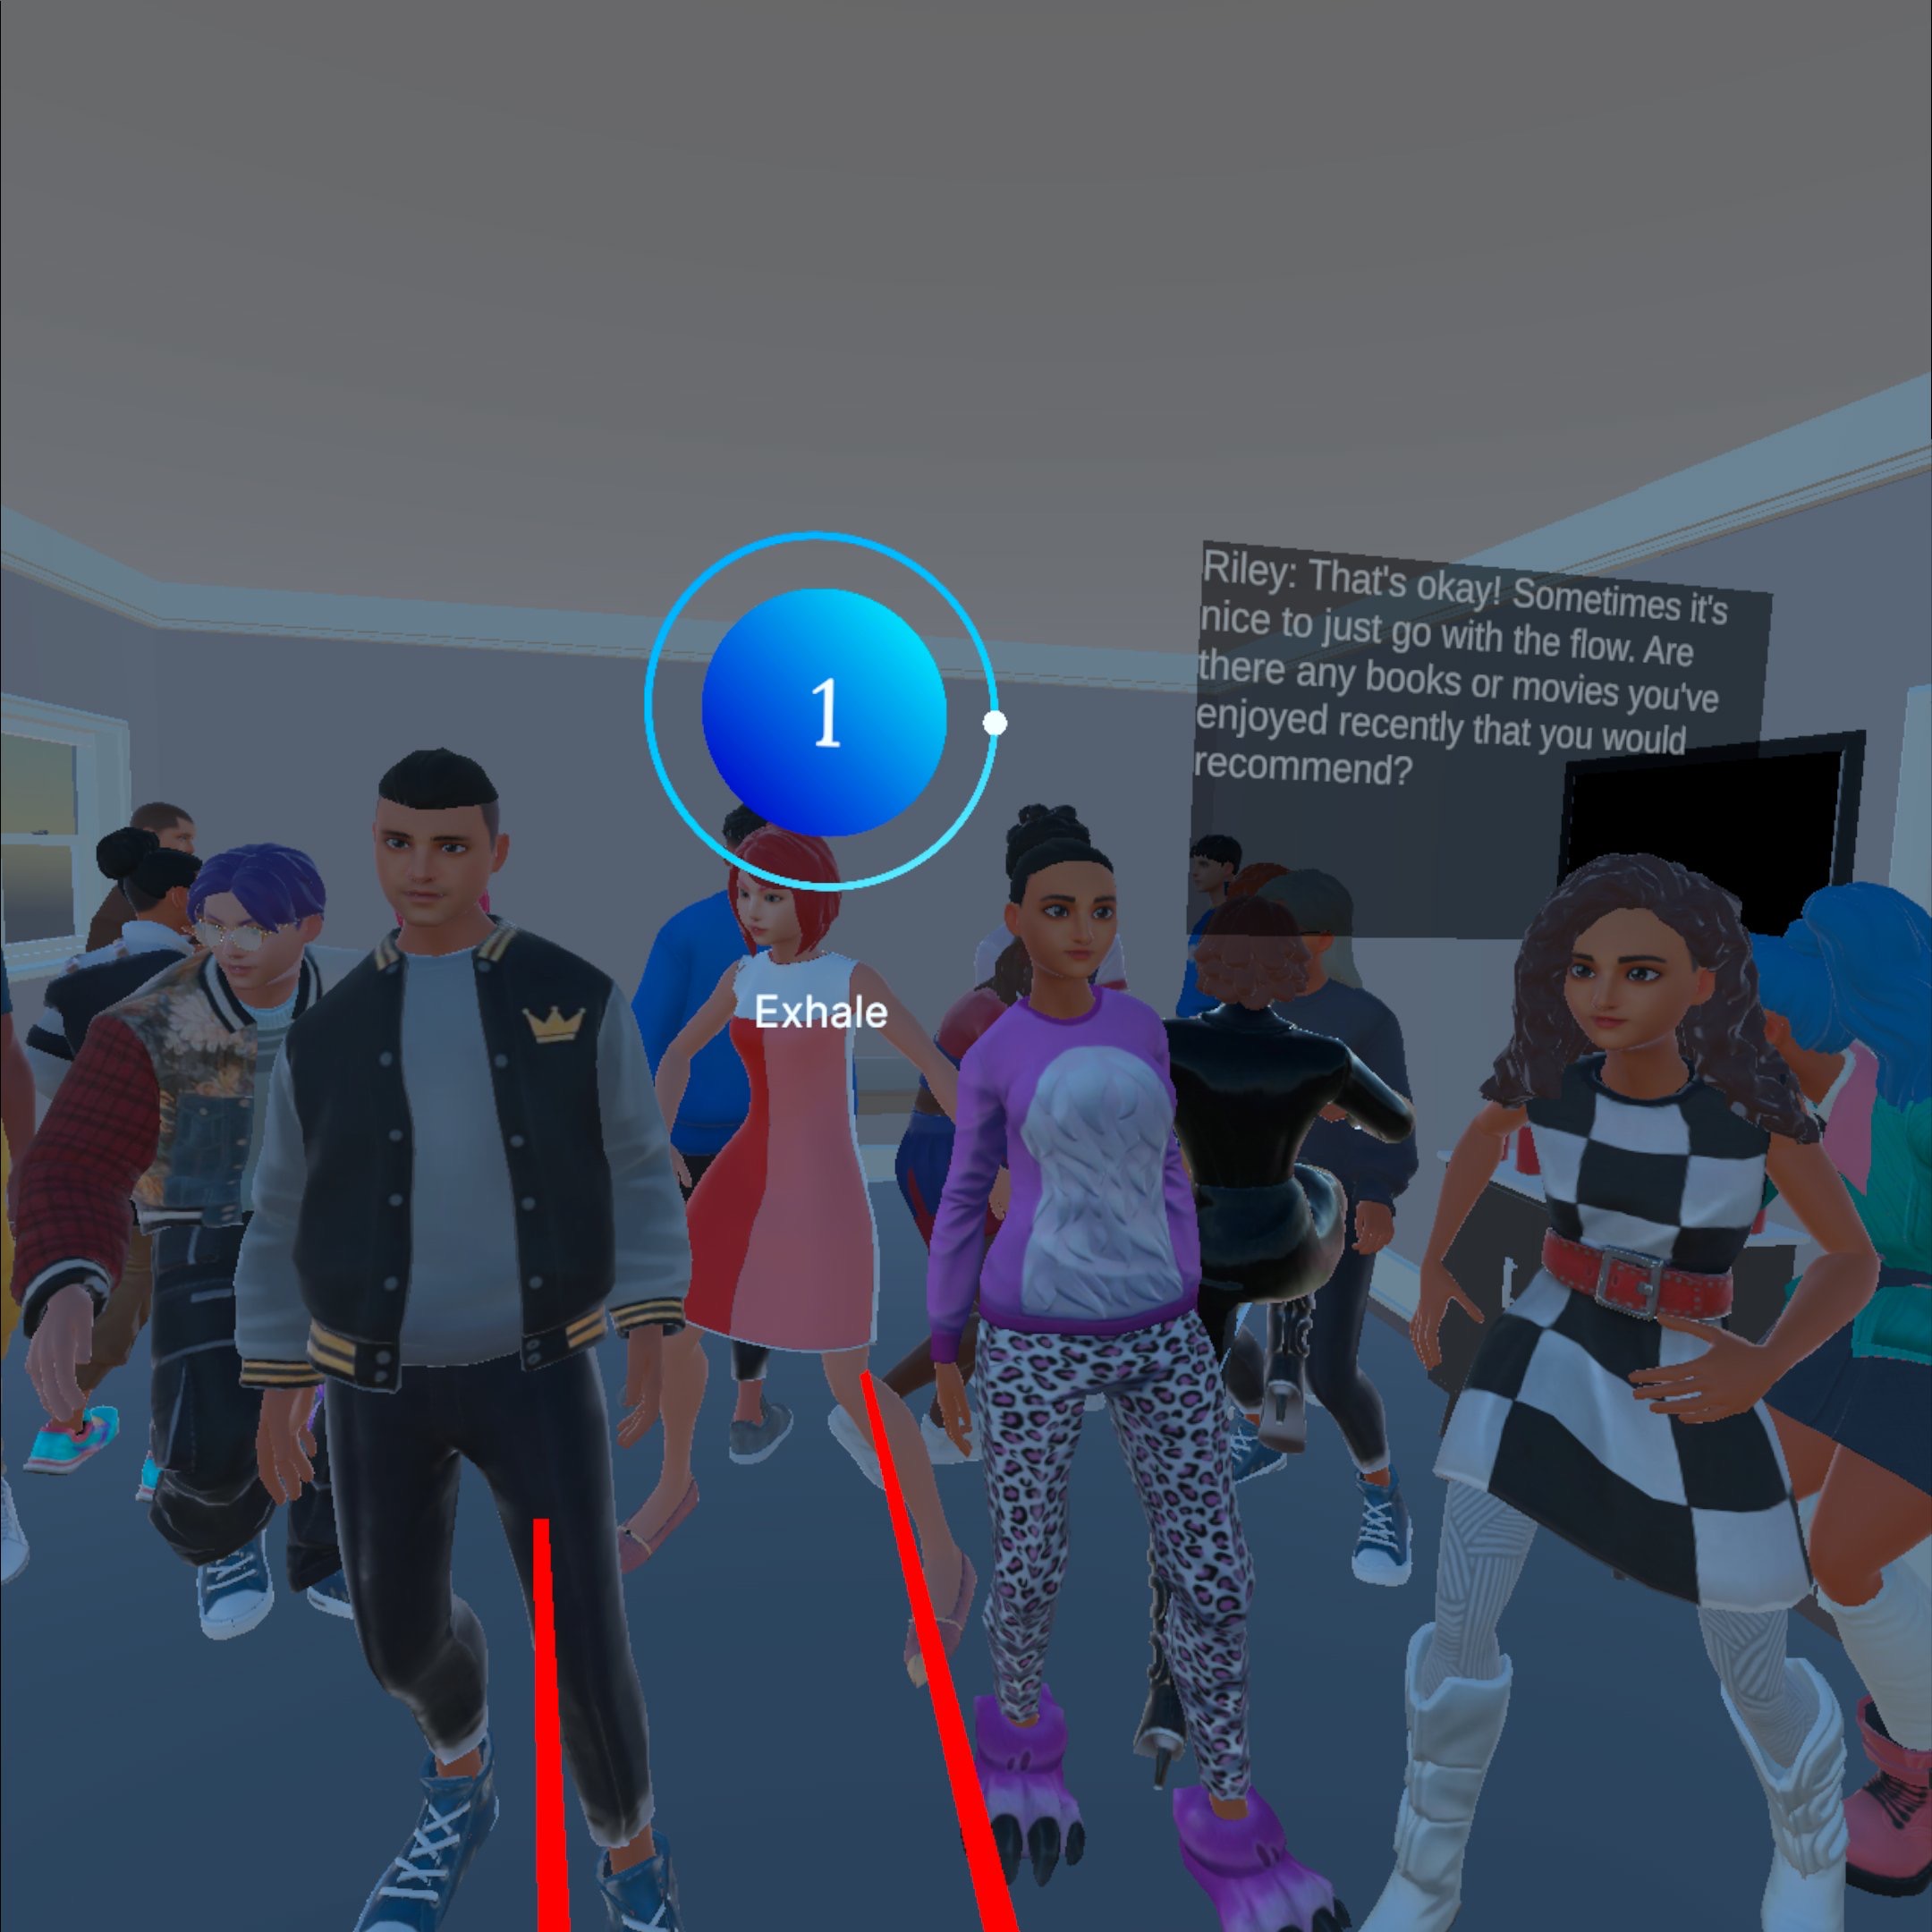 Riley: That's okay! Sometimes it's
nice to just go with the flow. Are
there any books or movies you've
enjoyed recently that you would
recommend?
1
Exhale